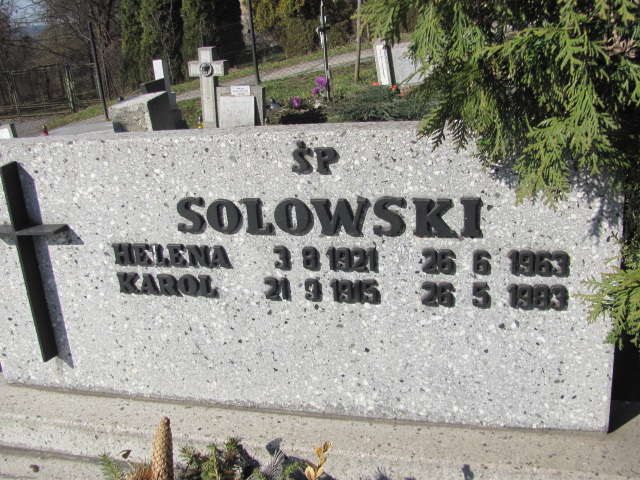 ŚP
SOLOWSKI
HELENA 3 8 1921 26 6 1963
KAROL 21 9 1915 26 5 1983